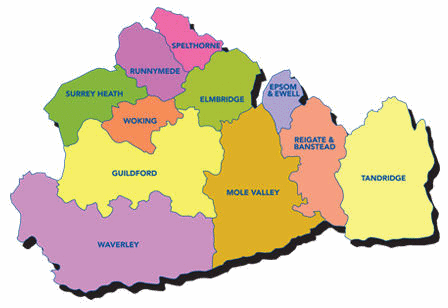 SPELTHORNE
RUNNYMEDE
SURREY HEATH
ELMBRIDGE
EPSOM
& EWELL
WOKING
REIGATE &
BANSTEAD
GUILDFORD
TANDRIDGE
MOLE VALLEY
WAVERLEY